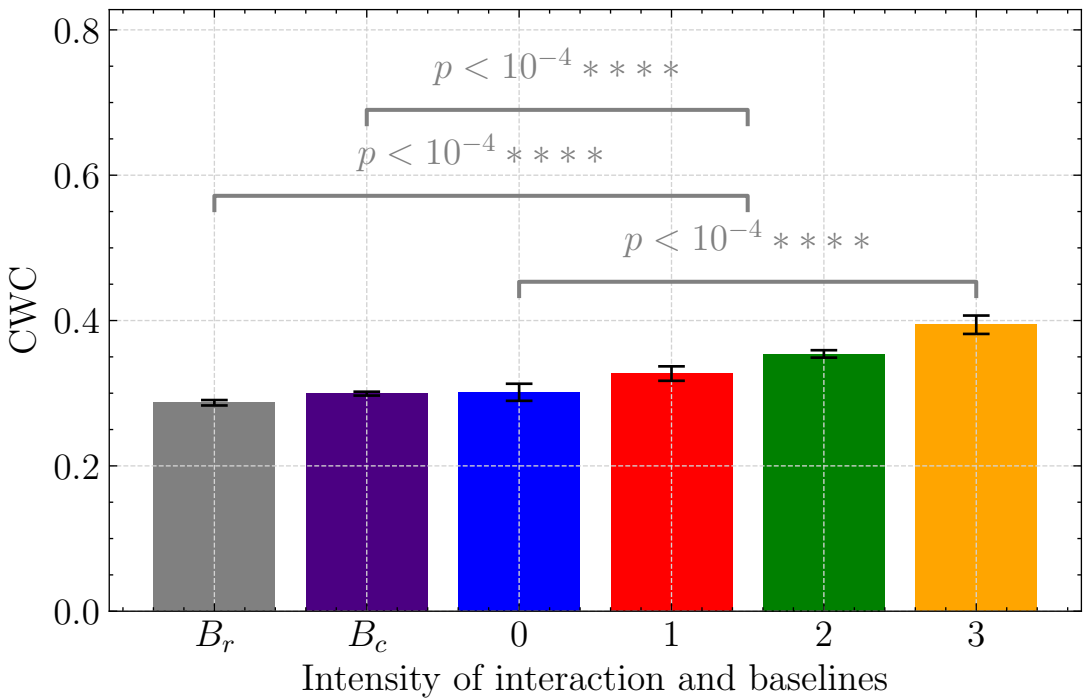 0.8
0.6
0.4
0.2
0.0
CWC
p < 10⁻⁴ ∗ ∗ ∗ ∗
p < 10⁻⁴ ∗ ∗ ∗ ∗
p < 10⁻⁴ ∗ ∗ ∗ ∗
Bᵣ B_c 0 1 2 3
Intensity of interaction and baselines